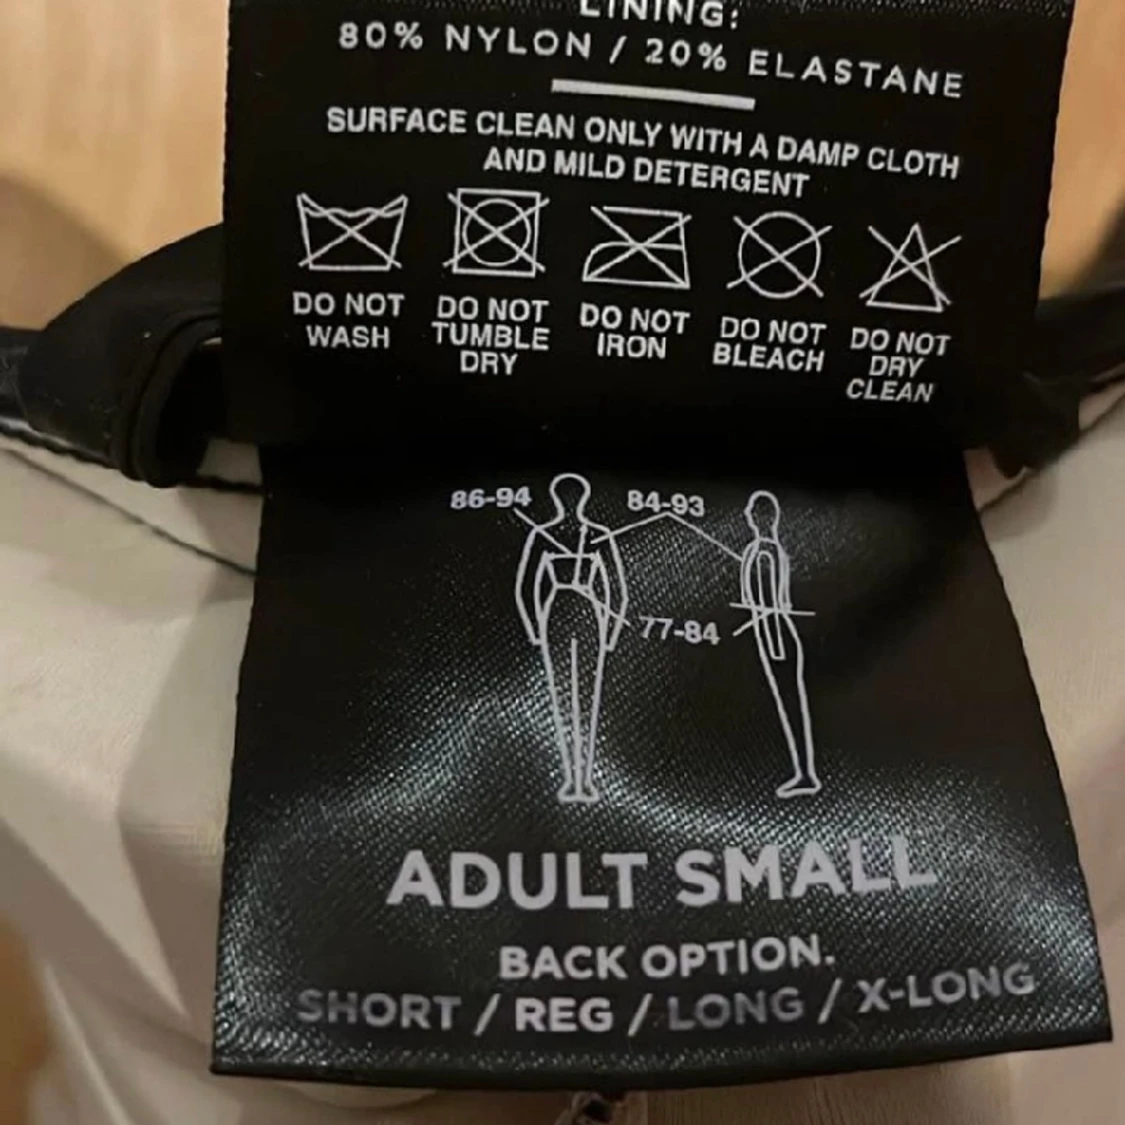 LINING:
80% NYLON / 20% ELASTANE
SURFACE CLEAN ONLY WITH A DAMP CLOTH
AND MILD DETERGENT
DO NOT
WASH
DO NOT
TUMBLE
DRY
DO NOT
IRON
DO NOT
BLEACH
DO NOT
DRY
CLEAN
86-94
84-93
77-84
ADULT SMALL
BACK OPTION.
SHORT / REG / LONG / X-LONG